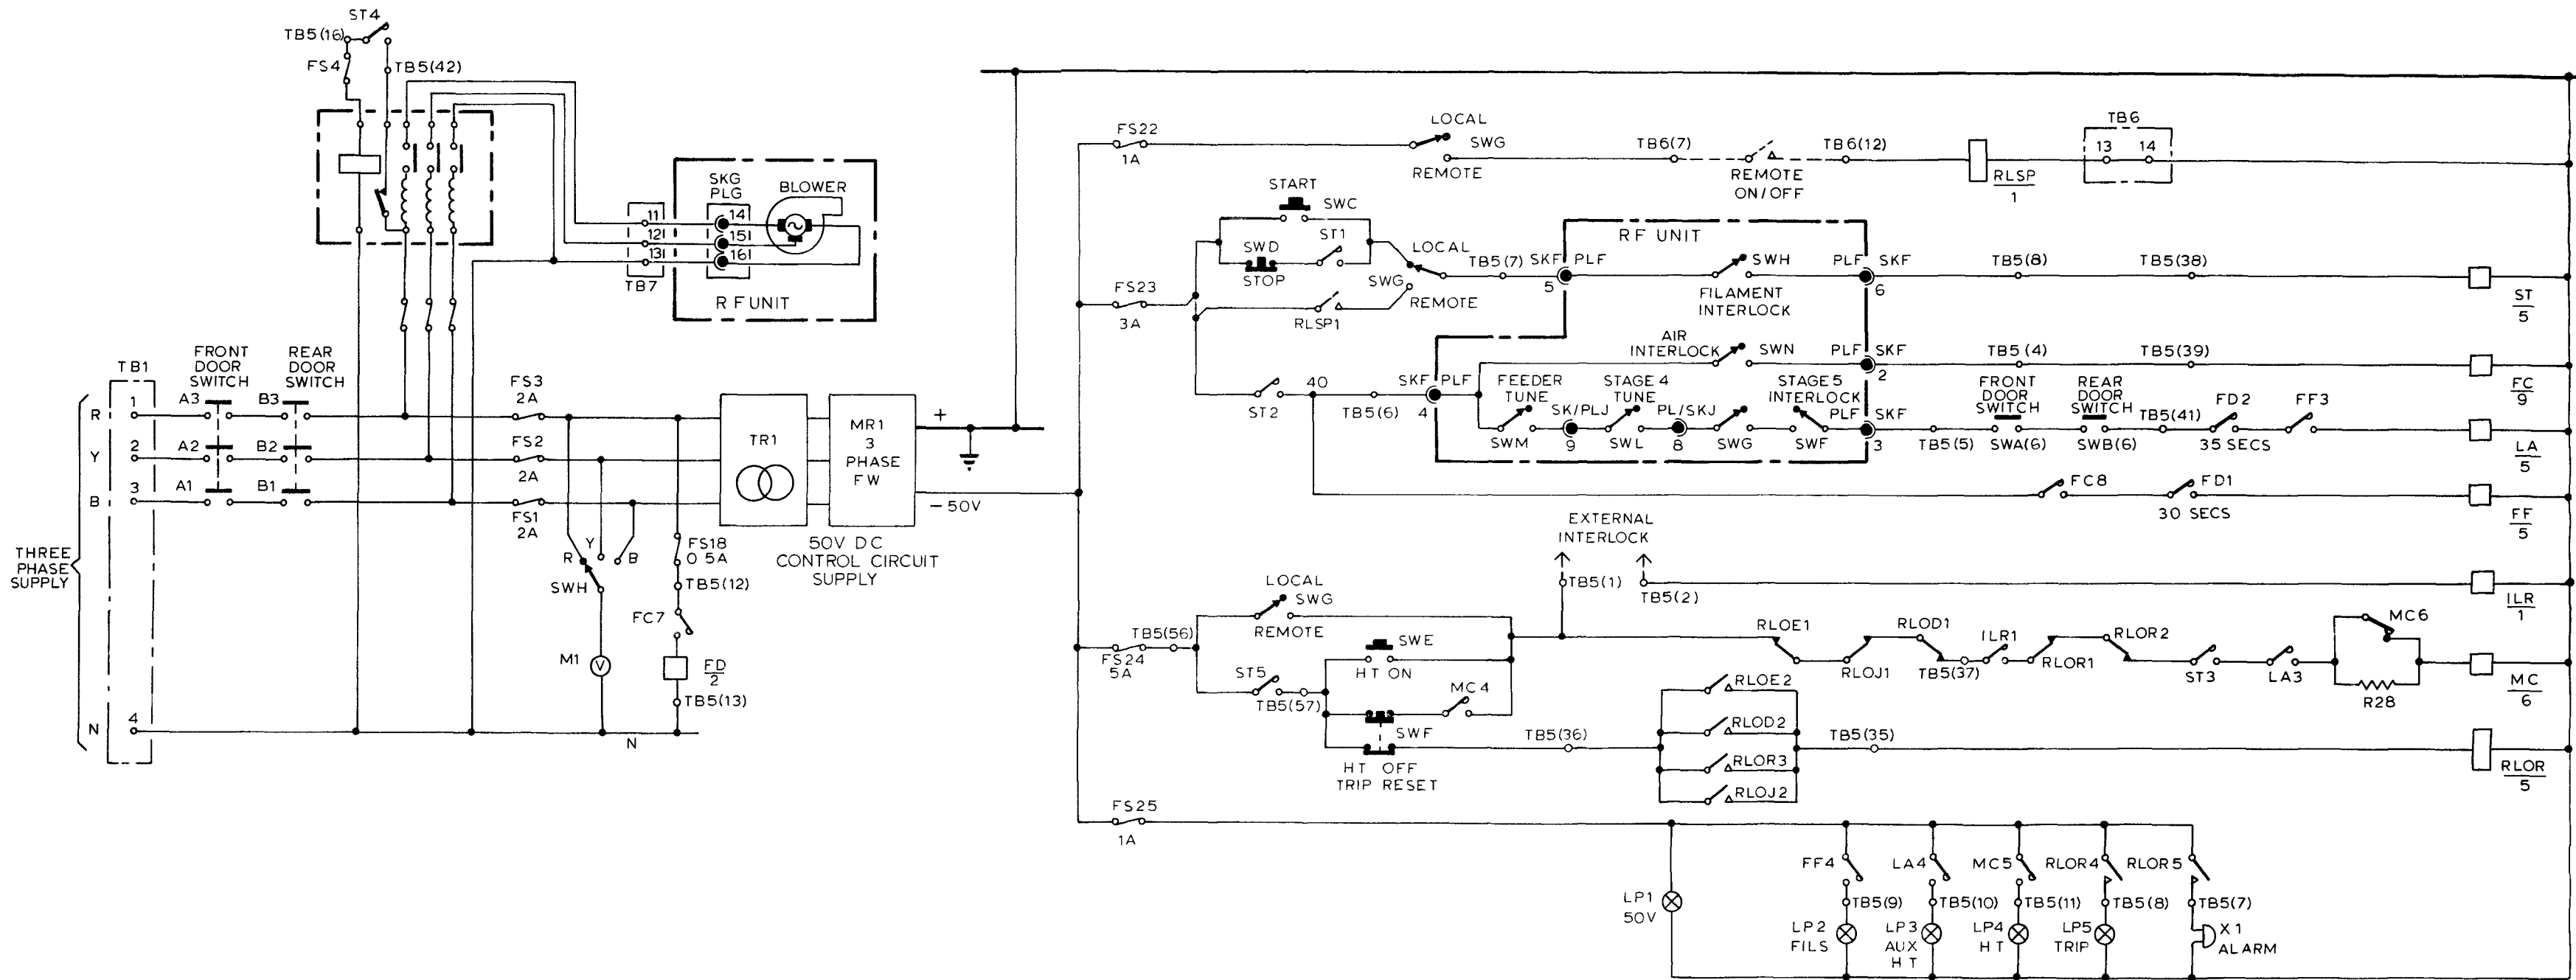 ST4
TB5(16)
FS4
TB5(42)
SKG
PLG
BLOWER
11
12
13
14
15
16
TB7
R F UNIT
TB1
FRONT
DOOR
SWITCH
REAR
DOOR
SWITCH
THREE
PHASE
SUPPLY
R
1
A3
B3
FS3
2A
Y
2
A2
B2
FS2
2A
B
3
A1
B1
FS1
2A
N
4
TR1
MR1
3
PHASE
FW
+
-50V
50V DC
CONTROL CIRCUIT
SUPPLY
R
Y
B
SWH
M1
V
FS18
0 5A
TB5(12)
FC7
FD
2
TB5(13)
N
FS22
1A
LOCAL
SWG
REMOTE
TB6(7)
REMOTE
ON/OFF
TB6(12)
RLSP
1
TB6
13
14
START
SWC
SWD
STOP
ST1
FS23
3A
LOCAL
SWG
REMOTE
RLSP1
TB5(7)
SKF
PLF
5
RF UNIT
SWH
FILAMENT
INTERLOCK
PLF
SKF
6
TB5(8)
TB5(38)
ST
5
ST2
40
TB5(6)
SKF
PLF
4
AIR
INTERLOCK
SWN
PLF
SKF
2
TB5(4)
TB5(39)
FC
9
FEEDER
TUNE
SWM
SK/PLJ
9
STAGE 4
TUNE
SWL
PL/SKJ
8
SWG
STAGE5
INTERLOCK
SWF
PLF
SKF
3
TB5(5)
FRONT
DOOR
SWITCH
SWA(6)
REAR
DOOR
SWITCH
SWB(6)
TB5(41)
FD2
35 SECS
FF3
LA
5
FC8
FD1
30 SECS
FF
5
EXTERNAL
INTERLOCK
TB5(1)
TB5(2)
ILR
1
LOCAL
SWG
REMOTE
TB5(56)
FS24
5A
SWE
HT ON
ST5
TB5(57)
MC4
SWF
HT OFF
TRIP RESET
RLOE1
RLOJ1
RLOD1
TB5(37)
ILR1
RLOR1
RLOR2
ST3
LA3
MC6
R28
MC
6
TB5(36)
RLOE2
RLOD2
RLOR3
RLOJ2
TB5(35)
RLOR
5
FS25
1A
LP1
50V
FF4
TB5(9)
LP2
FILS
LA4
TB5(10)
LP3
AUX
HT
MC5
TB5(11)
LP4
HT
RLOR4
TB5(8)
LP5
TRIP
RLOR5
TB5(7)
X1
ALARM